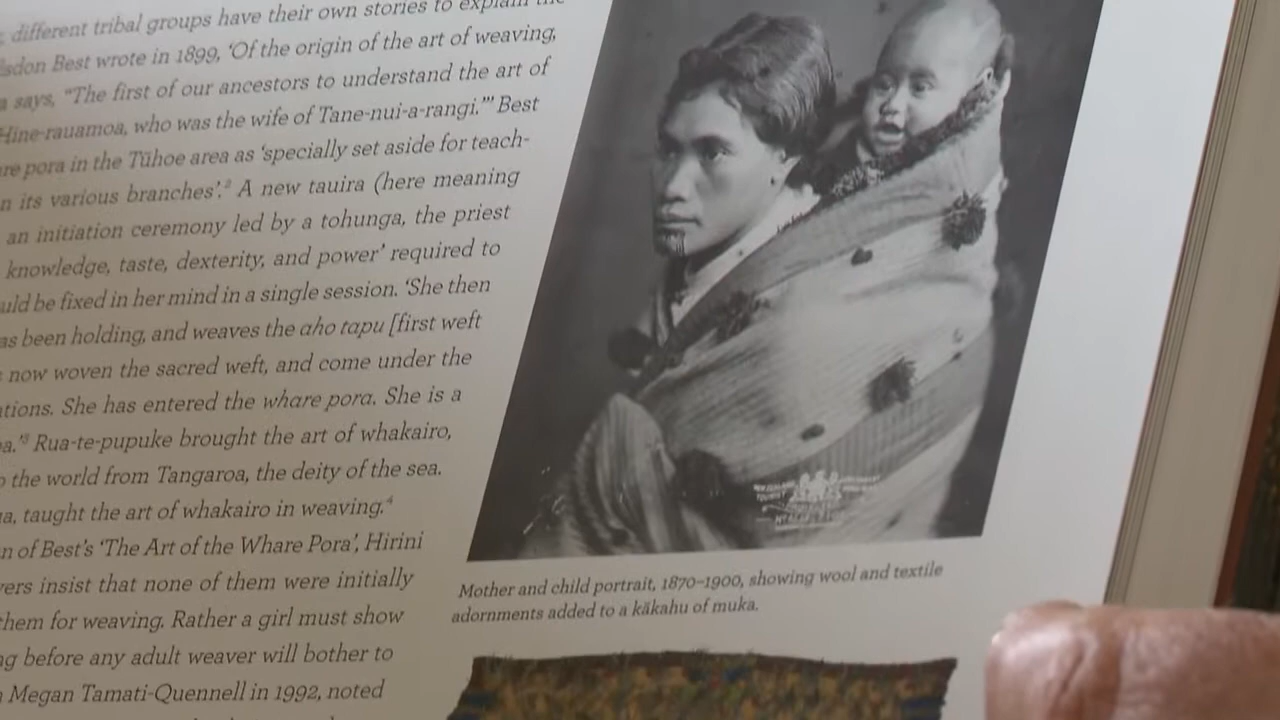 different tribal groups have their own stories to explain the
Best wrote in 1899, ‘Of the origin of the art of weaving,
says, “The first of our ancestors to understand the art of
Hine-rauamoa, who was the wife of Tane-nui-a-rangi.”’ Best
pora in the Tūhoe area as ‘specially set aside for teach-
its various branches’.² A new tauira (here meaning
an initiation ceremony led by a tohunga, the priest
knowledge, taste, dexterity, and power’ required to
be fixed in her mind in a single session. ‘She then
been holding, and weaves the aho tapu [first weft
now woven the sacred weft, and come under the
She has entered the whare pora. She is a
Rua-te-pupuke brought the art of whakairo,
the world from Tangaroa, the deity of the sea.
taught the art of whakairo in weaving.⁴
of Best’s ‘The Art of the Whare Pora’, Hirini
insist that none of them were initially
them for weaving. Rather a girl must show
before any adult weaver will bother to
Megan Tamati-Quennell in 1992, noted
Mother and child portrait, 1870–1900, showing wool and textile
adornments added to a kākahu of muka.